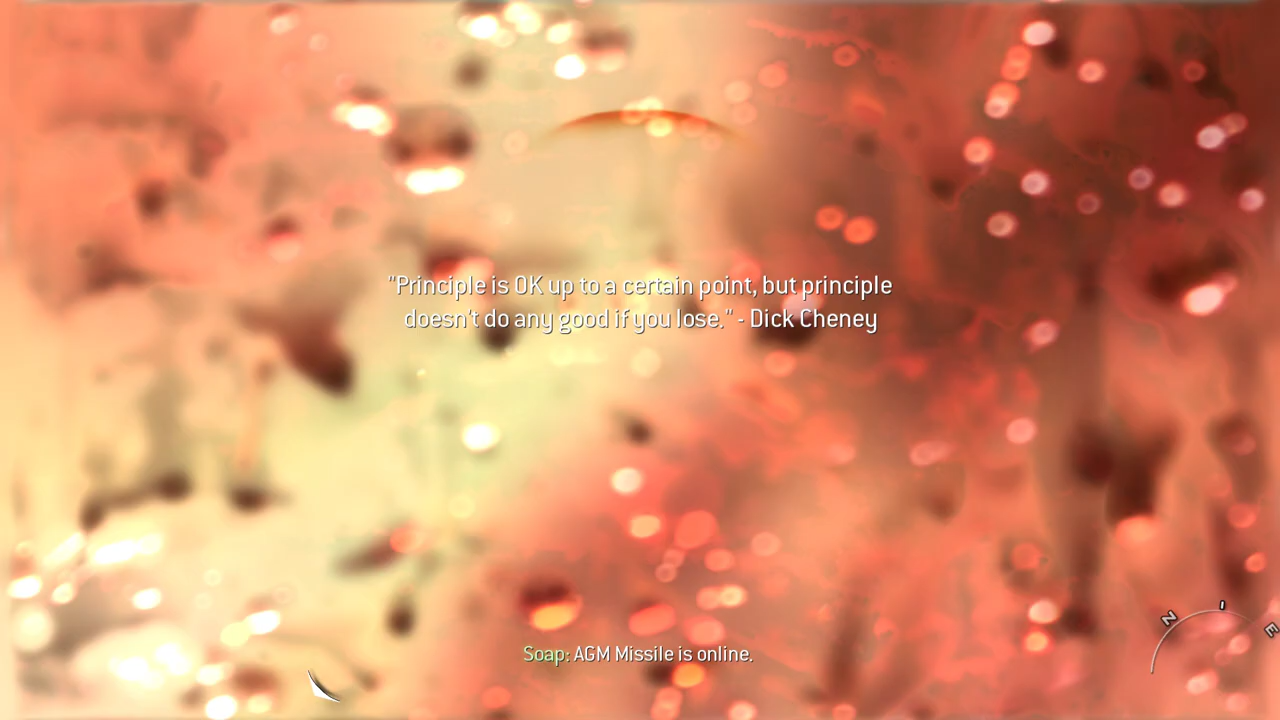 "Principle is OK up to a certain point, but principle
doesn't do any good if you lose." - Dick Cheney
Soap: AGM Missile is online.
N
E